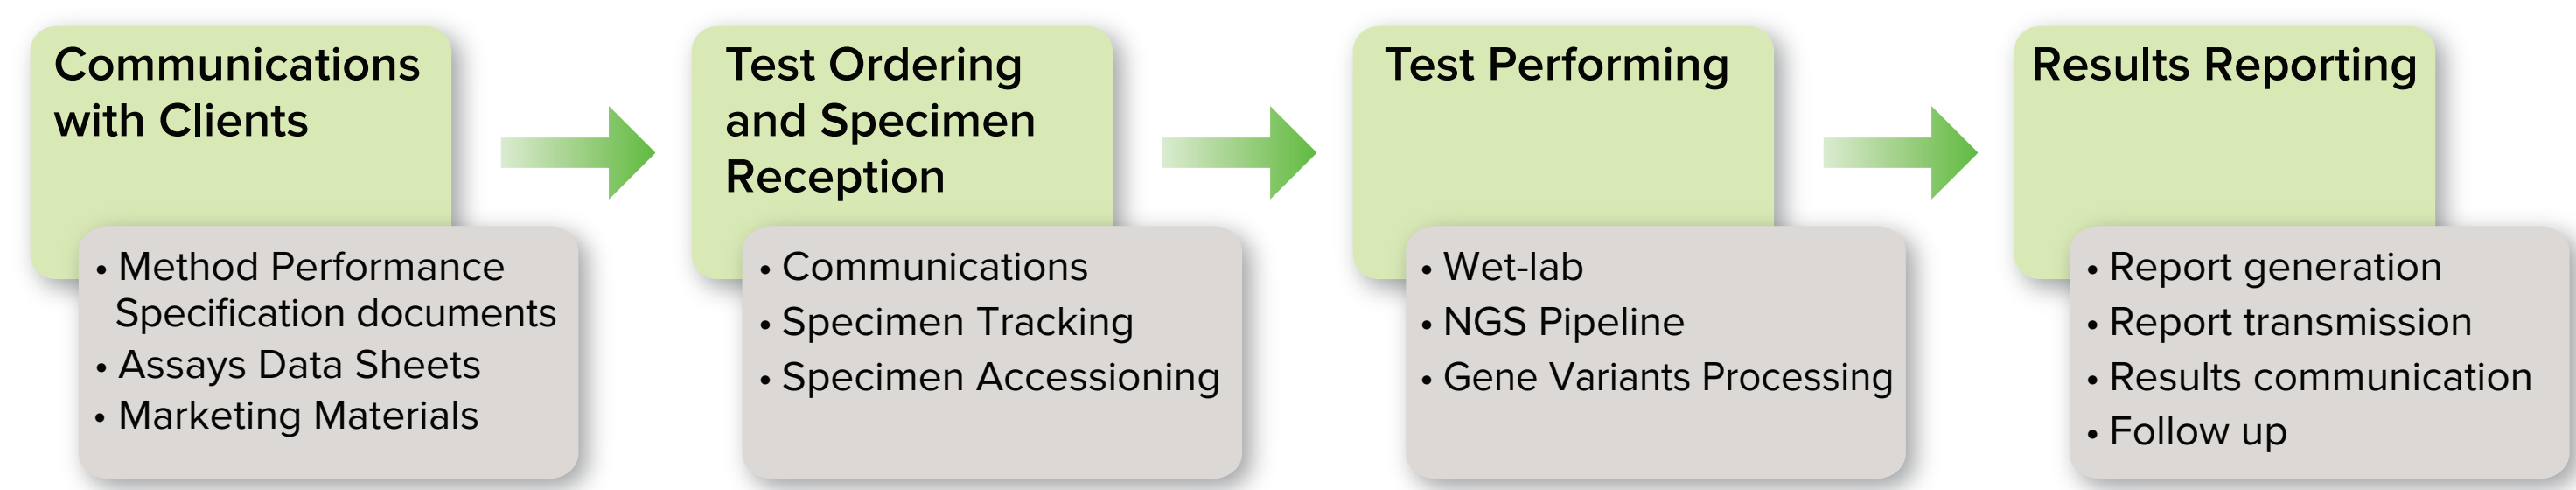 Communications
with Clients
• Method Performance
Specification documents
• Assays Data Sheets
• Marketing Materials
Test Ordering
and Specimen
Reception
• Communications
• Specimen Tracking
• Specimen Accessioning
Test Performing
• Wet-lab
• NGS Pipeline
• Gene Variants Processing
Results Reporting
• Report generation
• Report transmission
• Results communication
• Follow up